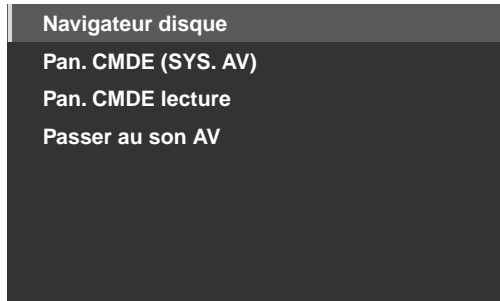 Navigateur disque
Pan. CMDE (SYS. AV)
Pan. CMDE lecture
Passer au son AV